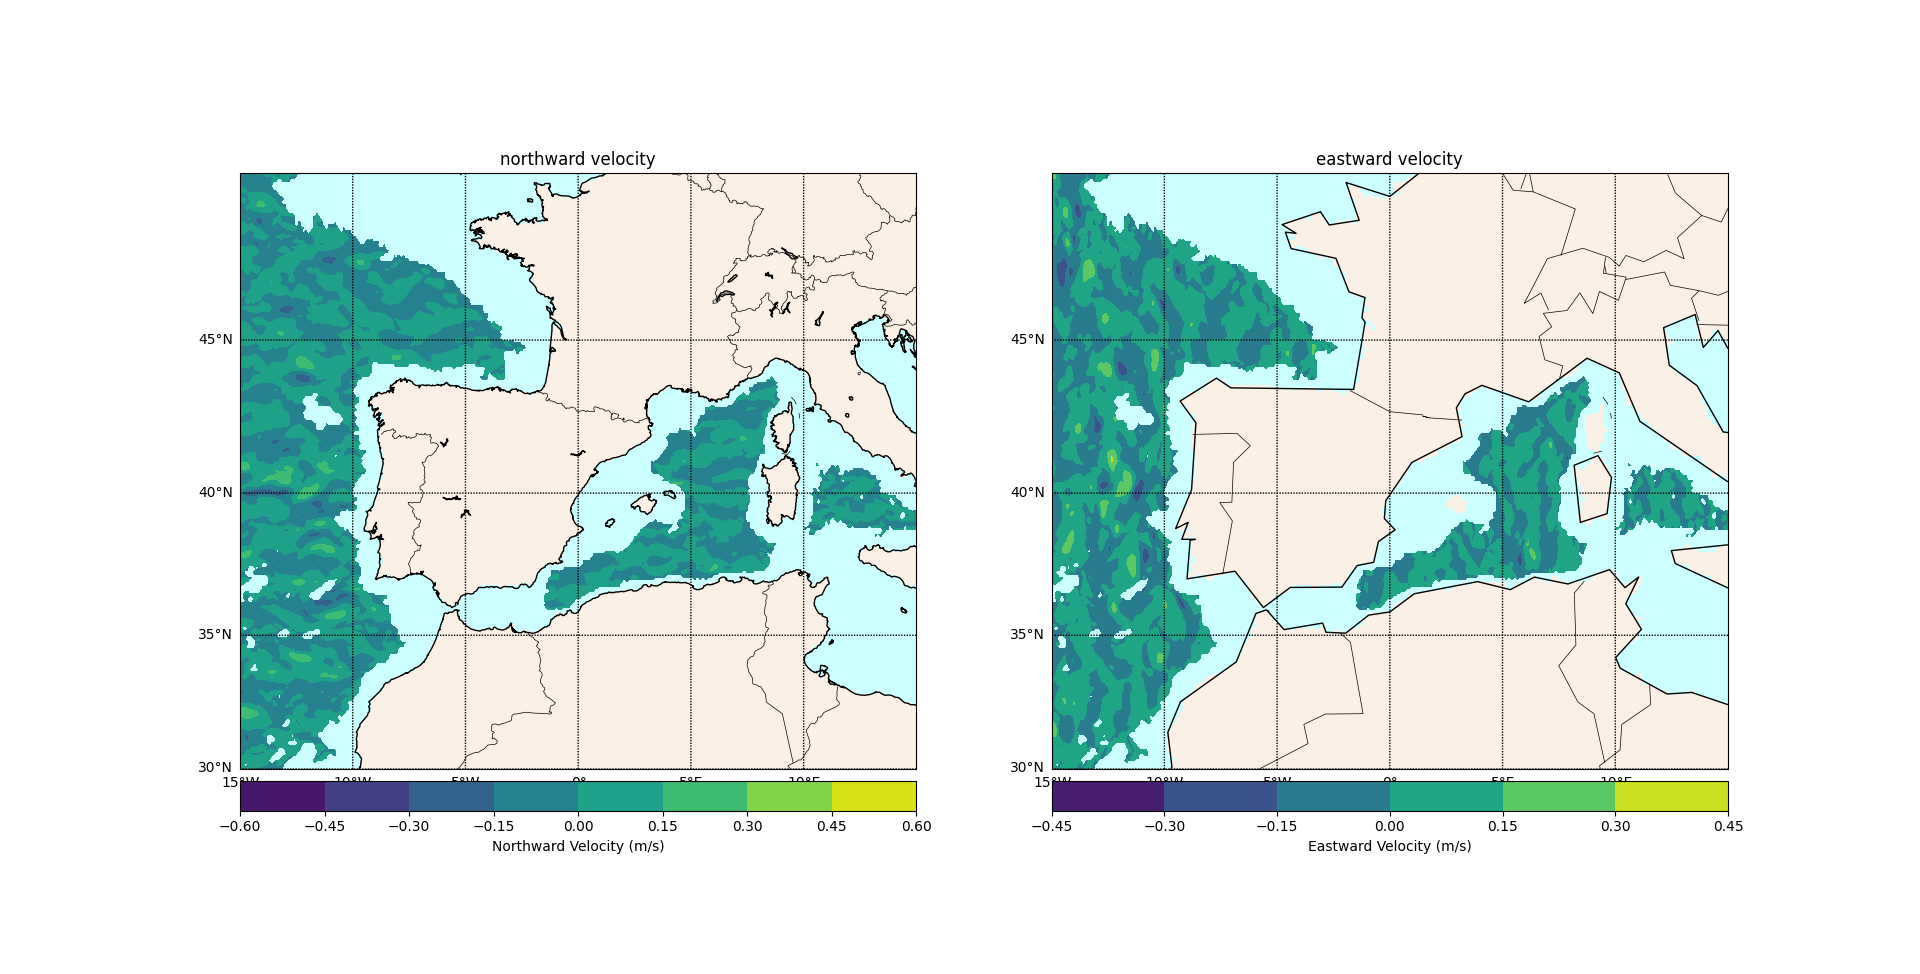 northward velocity
eastward velocity
45°N
40°N
35°N
30°N
45°N
40°N
35°N
30°N
15°W 10°W 5°W 0° 5°E 10°E
15 10°W 5°W 0° 5°E 10°E
−0.60 −0.45 −0.30 −0.15 0.00 0.15 0.30 0.45 0.60
−0.45 −0.30 −0.15 0.00 0.15 0.30 0.45
Northward Velocity (m/s)
Eastward Velocity (m/s)